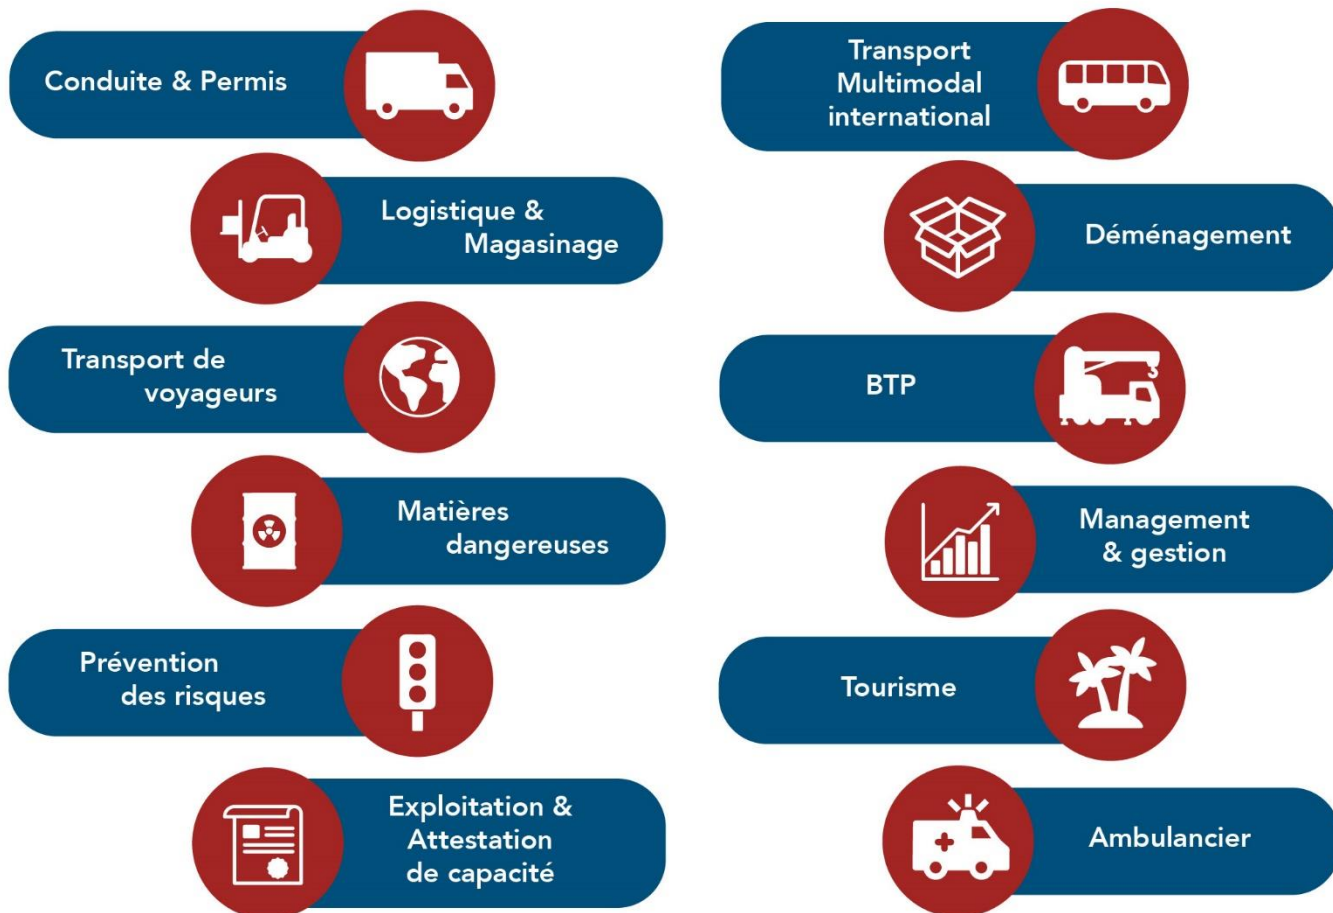 Conduite & Permis
Logistique &
Magasinage
Transport de
voyageurs
Matières
dangereuses
Prévention
des risques
Exploitation &
Attestation
de capacité
Transport
Multimodal
international
Déménagement
BTP
Management
& gestion
Tourisme
Ambulancier